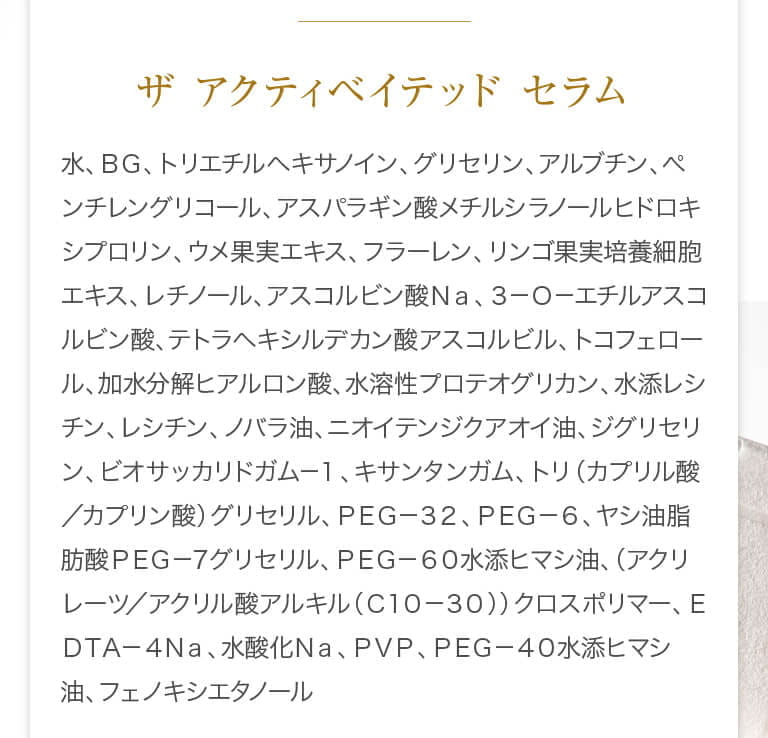 ザ アクティベイテッド セラム
水、ＢＧ、トリエチルヘキサノイン、グリセリン、アルブチン、ペ
ンチレングリコール、アスパラギン酸メチルシラノールヒドロキ
シプロリン、ウメ果実エキス、フラーレン、リンゴ果実培養細胞
エキス、レチノール、アスコルビン酸Ｎａ、３－Ｏ－エチルアスコ
ルビン酸、テトラヘキシルデカン酸アスコルビル、トコフェロー
ル、加水分解ヒアルロン酸、水溶性プロテオグリカン、水添レシ
チン、レシチン、ノバラ油、ニオイテンジクアオイ油、ジグリセリ
ン、ビオサッカリドガム－１、キサンタンガム、トリ（カプリル酸
／カプリン酸）グリセリル、ＰＥＧ－３２、ＰＥＧ－６、ヤシ油脂
肪酸ＰＥＧ－７グリセリル、ＰＥＧ－６０水添ヒマシ油、（アクリ
レーツ／アクリル酸アルキル（Ｃ１０－３０））クロスポリマー、Ｅ
ＤＴＡ－４Ｎａ、水酸化Ｎａ、ＰＶＰ、ＰＥＧ－４０水添ヒマシ
油、フェノキシエタノール